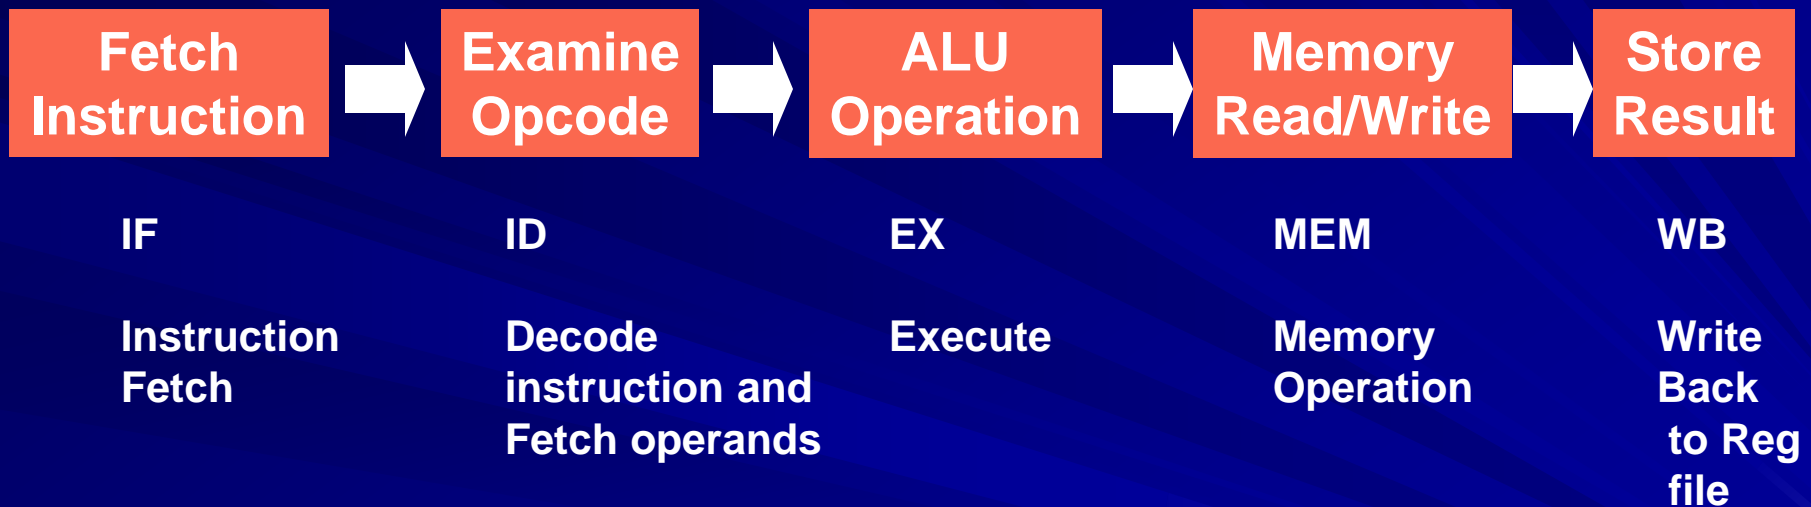 Fetch
Instruction
Examine
Opcode
ALU
Operation
Memory
Read/Write
Store
Result
IF
Instruction
Fetch
ID
Decode
instruction and
Fetch operands
EX
Execute
MEM
Memory
Operation
WB
Write
Back
to Reg
file